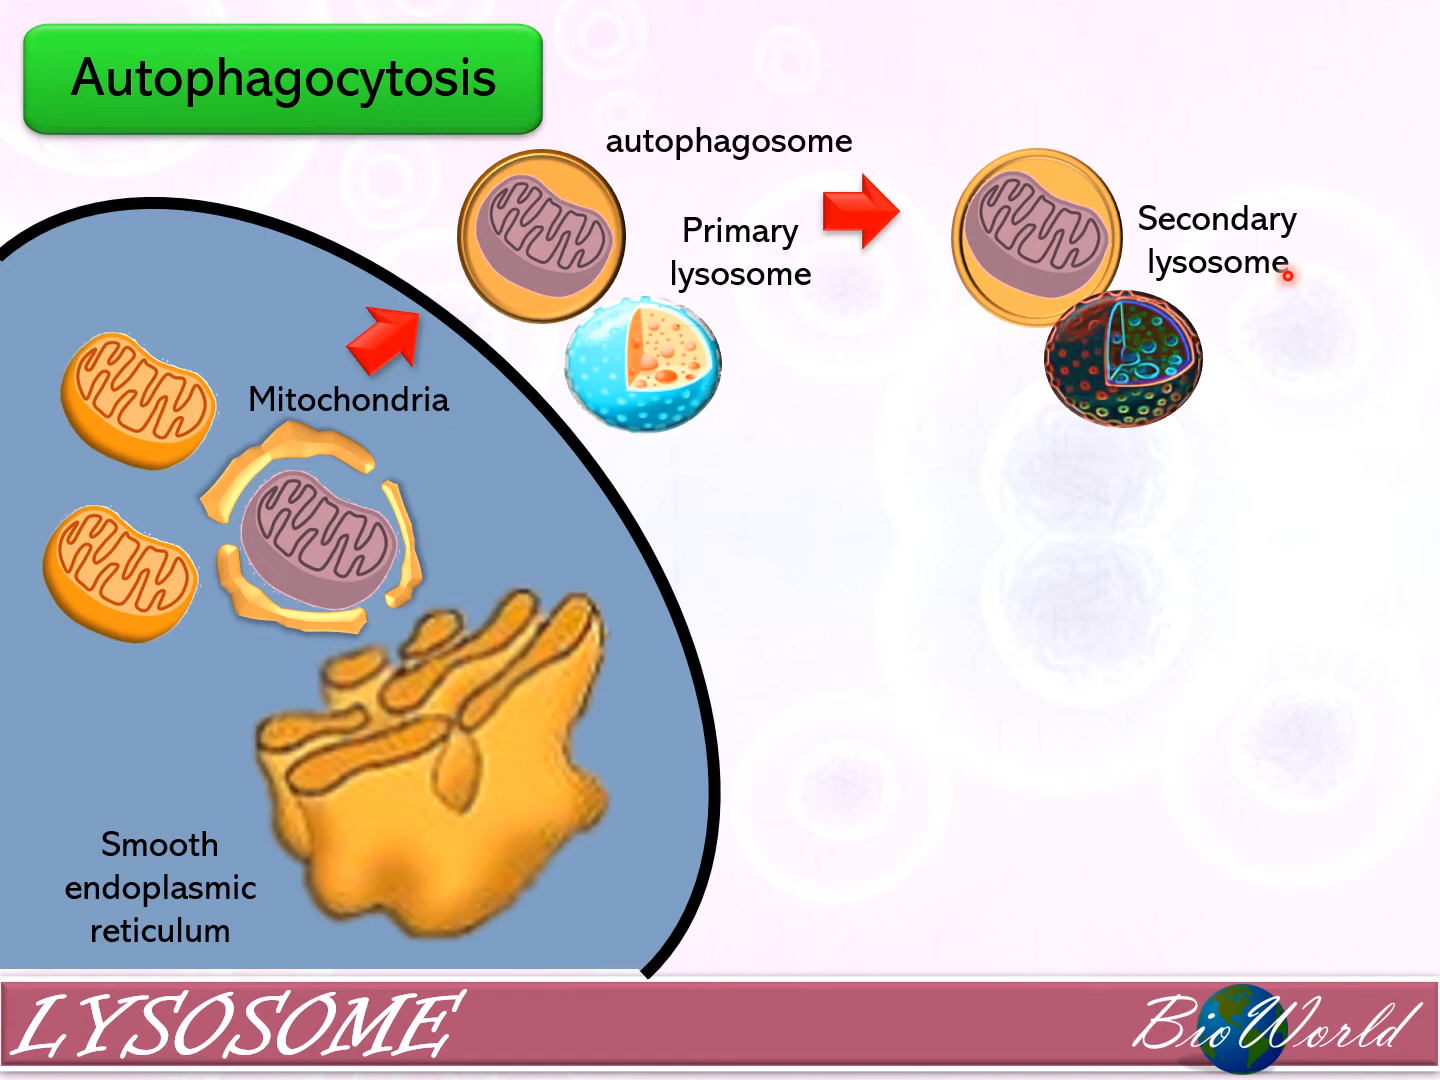 Autophagocytosis
autophagosome
Primary
lysosome
Secondary
lysosome
Mitochondria
Smooth
endoplasmic
reticulum
LYSOSOME
BioWorld